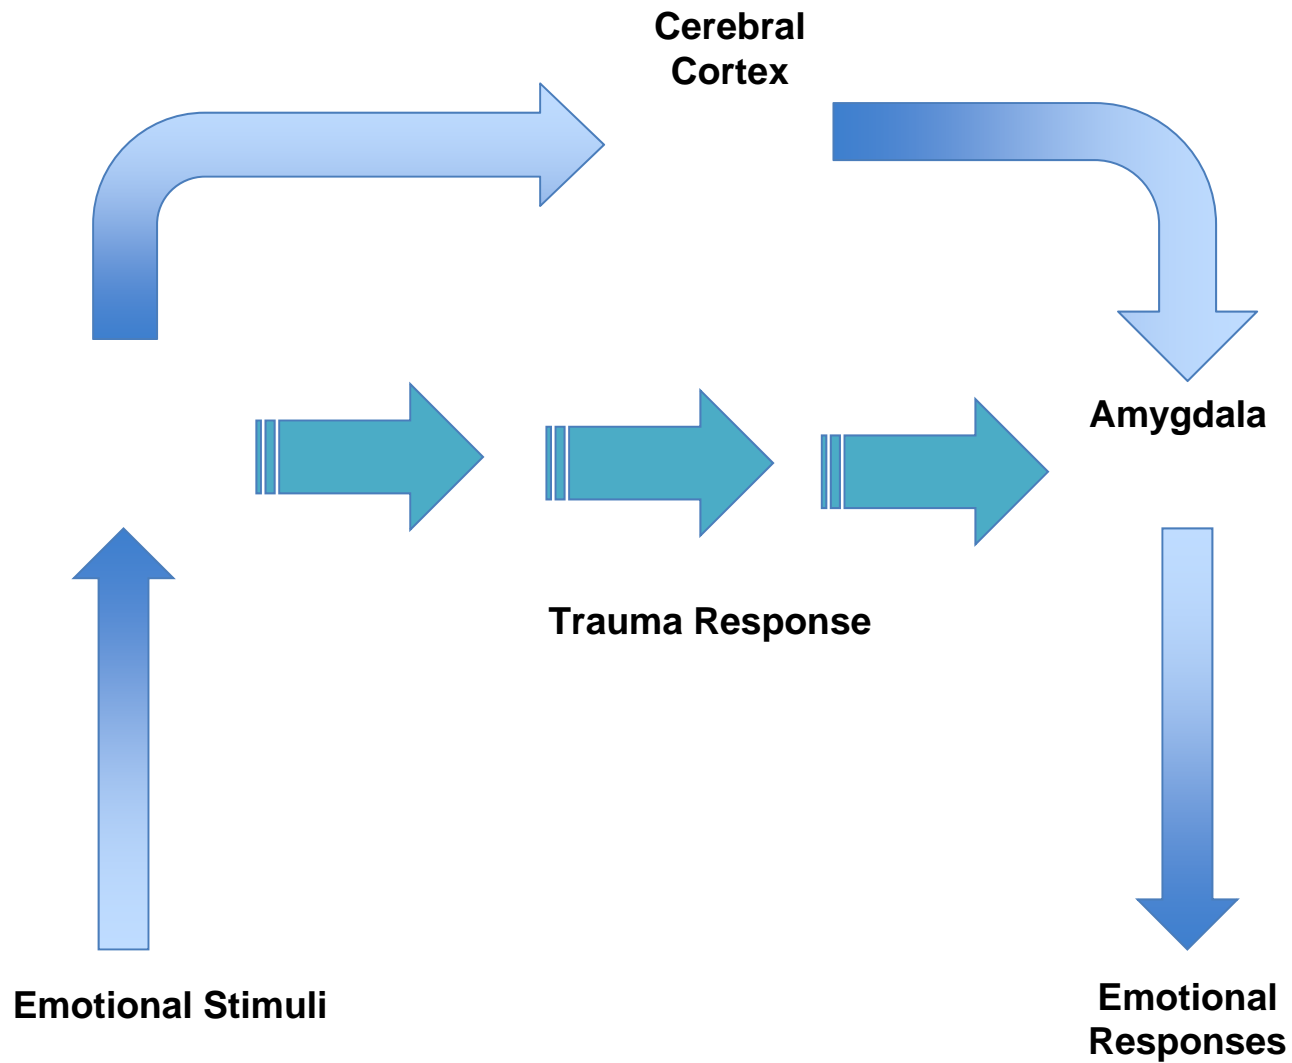 Cerebral
Cortex
Amygdala
Trauma Response
Emotional Stimuli
Emotional
Responses